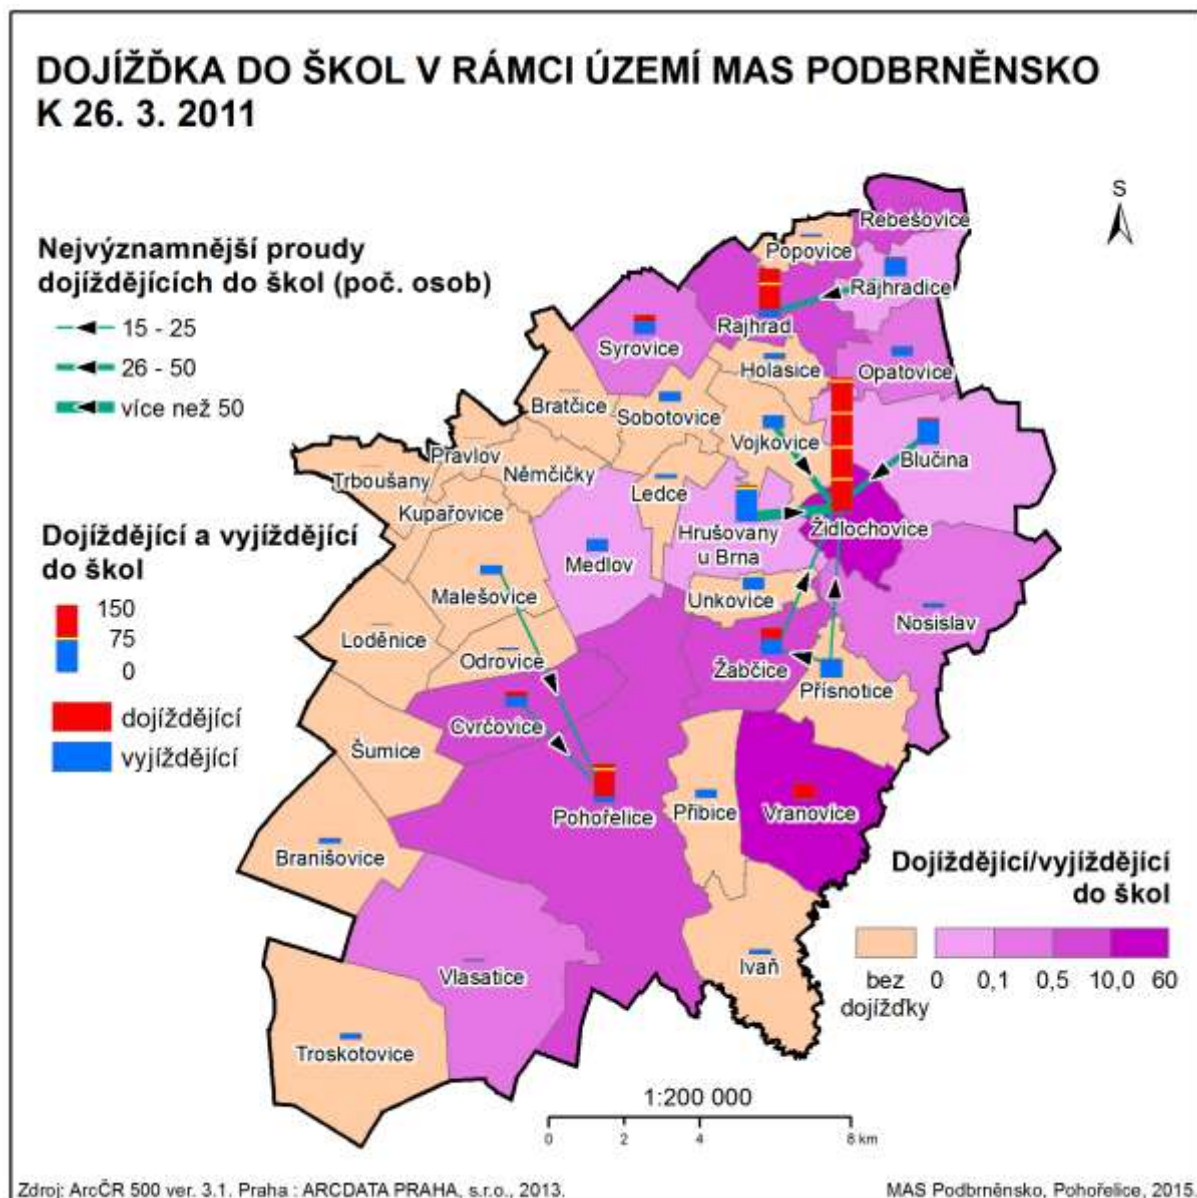 DOJÍŽĎKA DO ŠKOL V RÁMCI ÚZEMÍ MAS PODBRNĚNSKO
K 26. 3. 2011
S
Nejvýznamnější proudy
dojíždějících do škol (poč. osob)
15 - 25
26 - 50
více než 50
Rebešovice
Popovice
Rajhradice
Rajhrad
Syrovice
Holasice
Opatovice
Bratčice
Sobotovice
Vojkovice
Blučina
Pravlov
Trboušany
Němčičky
Ledce
Kupařovice
Hrušovany
u Brna
Židlochovice
Medlov
Malešovice
Unkovice
Nosislav
Loděnice
Odrovice
Žabčice
Přísnotice
Cvrčovice
Šumice
Pohořelice
Přibice
Vranovice
Branišovice
Ivaň
Vlasatice
Troskotovice
Dojíždějící a vyjíždějící
do škol
150
75
0
dojíždějící
vyjíždějící
Dojíždějící/vyjíždějící
do škol
bez
dojížďky
0 0,1 0,5 10,0 60
1:200 000
0 2 4 8 km
Zdroj: ArcČR 500 ver. 3.1. Praha : ARCDATA PRAHA, s.r.o., 2013.
MAS Podbrněnsko, Pohořelice, 2015